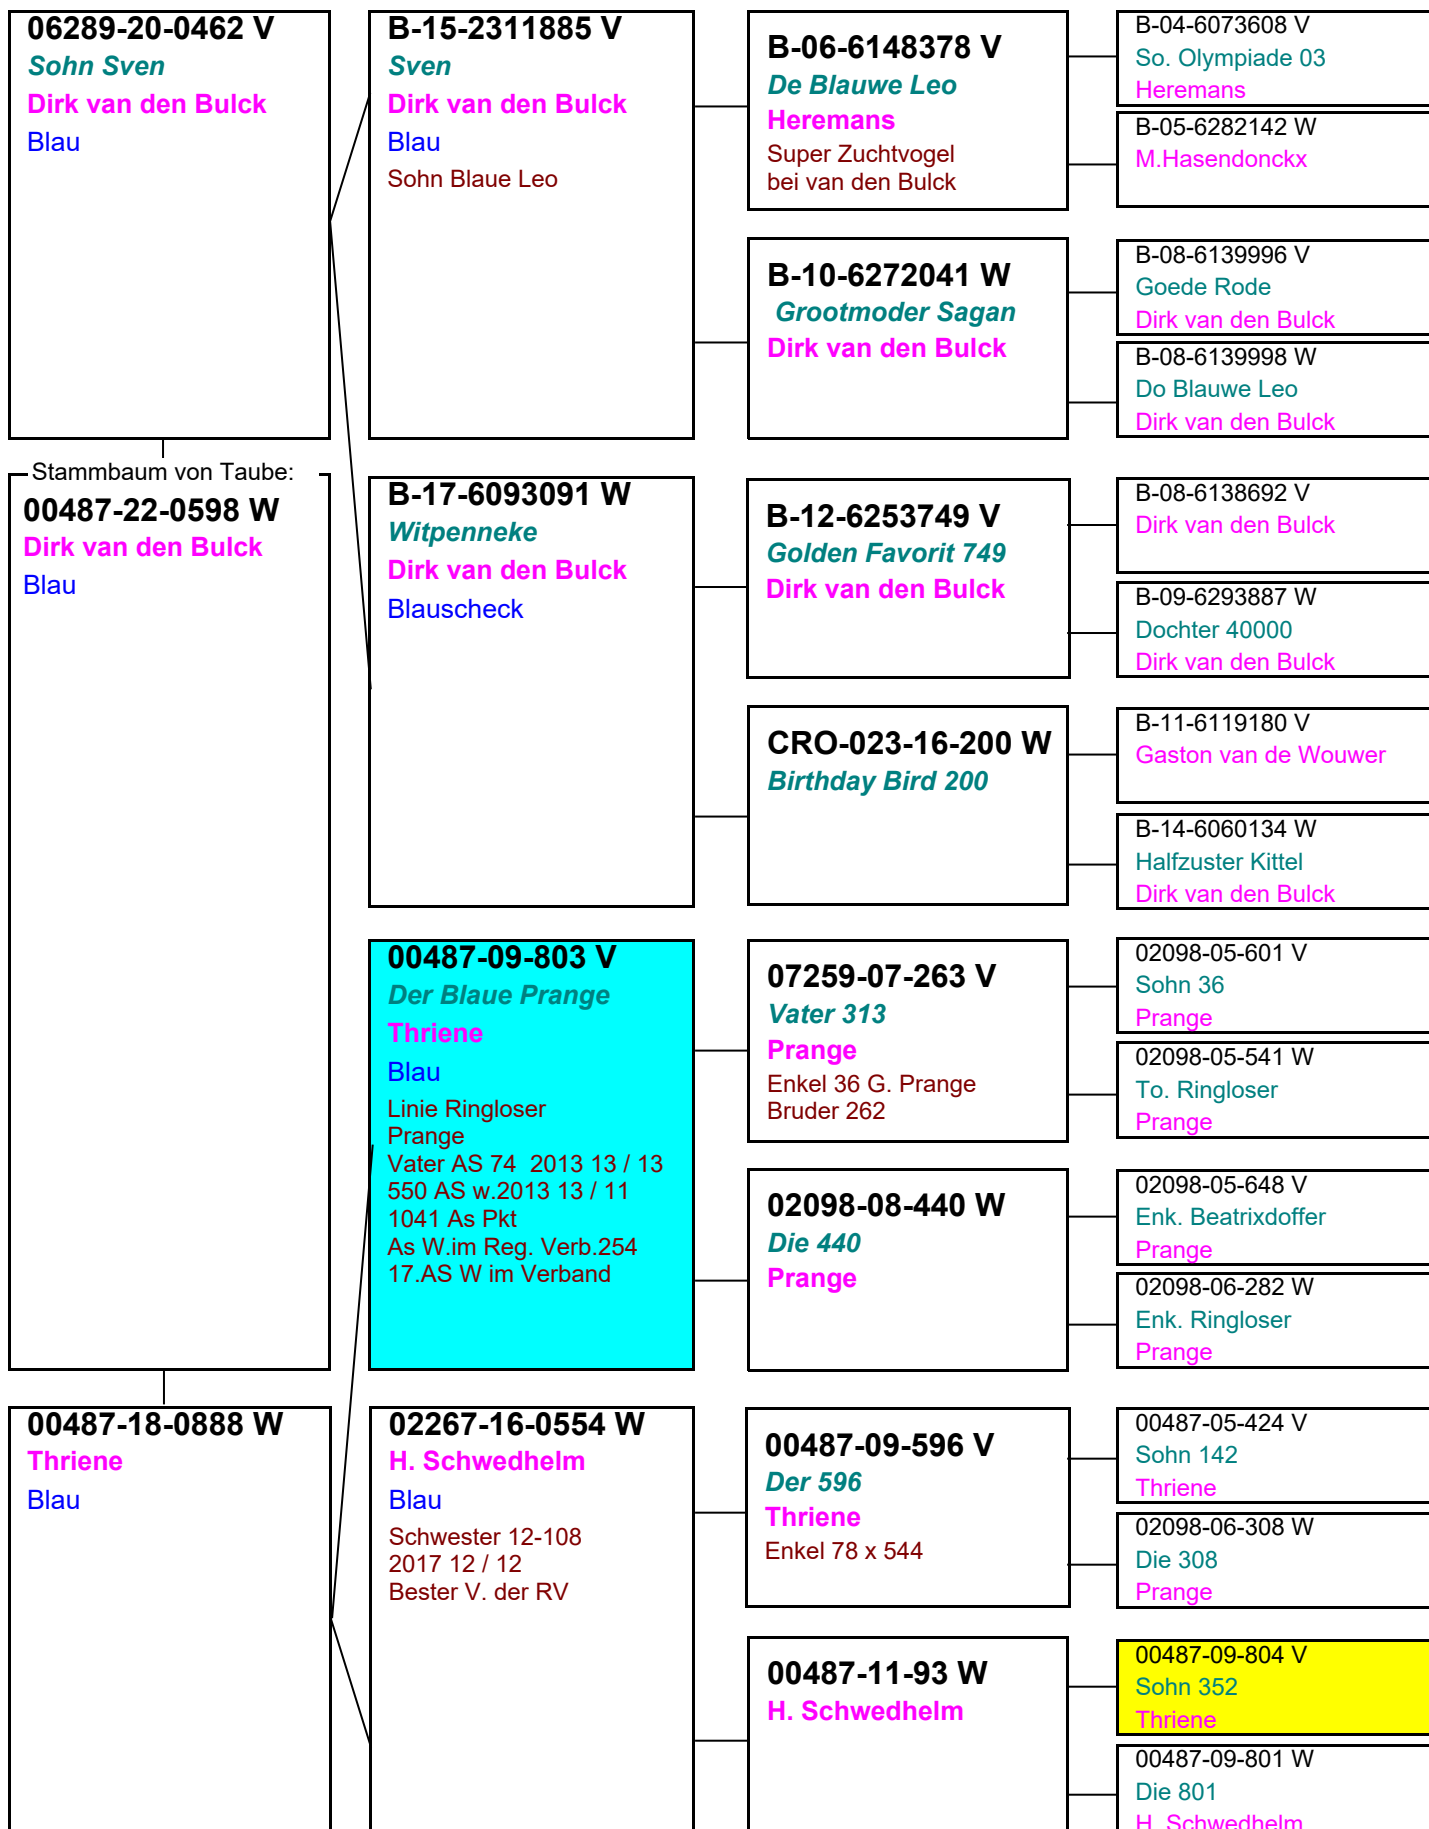 06289-20-0462 V
Sohn Sven
Dirk van den Bulck
Blau
Stammbaum von Taube:
00487-22-0598 W
Dirk van den Bulck
Blau
00487-18-0888 W
Thriene
Blau
B-15-2311885 V
Sven
Dirk van den Bulck
Blau
Sohn Blaue Leo
B-17-6093091 W
Witpenneke
Dirk van den Bulck
Blauscheck
00487-09-803 V
Der Blaue Prange
Thriene
Blau
Linie Ringloser
Prange
Vater AS 74 2013 13 / 13
550 AS w.2013 13 / 11
1041 As Pkt
As W.im Reg. Verb.254
17.AS W im Verband
02267-16-0554 W
H. Schwedhelm
Blau
Schwester 12-108
2017 12 / 12
Bester V. der RV
B-06-6148378 V
De Blauwe Leo
Heremans
Super Zuchtvogel
bei van den Bulck
B-10-6272041 W
Grootmoder Sagan
Dirk van den Bulck
B-12-6253749 V
Golden Favorit 749
Dirk van den Bulck
CRO-023-16-200 W
Birthday Bird 200
07259-07-263 V
Vater 313
Prange
Enkel 36 G. Prange
Bruder 262
02098-08-440 W
Die 440
Prange
00487-09-596 V
Der 596
Thriene
Enkel 78 x 544
00487-11-93 W
H. Schwedhelm
B-04-6073608 V
So. Olympiade 03
Heremans
B-05-6282142 W
M.Hasendonckx
B-08-6139996 V
Goede Rode
Dirk van den Bulck
B-08-6139998 W
Do Blauwe Leo
Dirk van den Bulck
B-08-6138692 V
Dirk van den Bulck
B-09-6293887 W
Dochter 40000
Dirk van den Bulck
B-11-6119180 V
Gaston van de Wouwer
B-14-6060134 W
Halfzuster Kittel
Dirk van den Bulck
02098-05-601 V
Sohn 36
Prange
02098-05-541 W
To. Ringloser
Prange
02098-05-648 V
Enk. Beatrixdoffer
Prange
02098-06-282 W
Enk. Ringloser
Prange
00487-05-424 V
Sohn 142
Thriene
02098-06-308 W
Die 308
Prange
00487-09-804 V
Sohn 352
Thriene
00487-09-801 W
Die 801
H. Schwedhelm